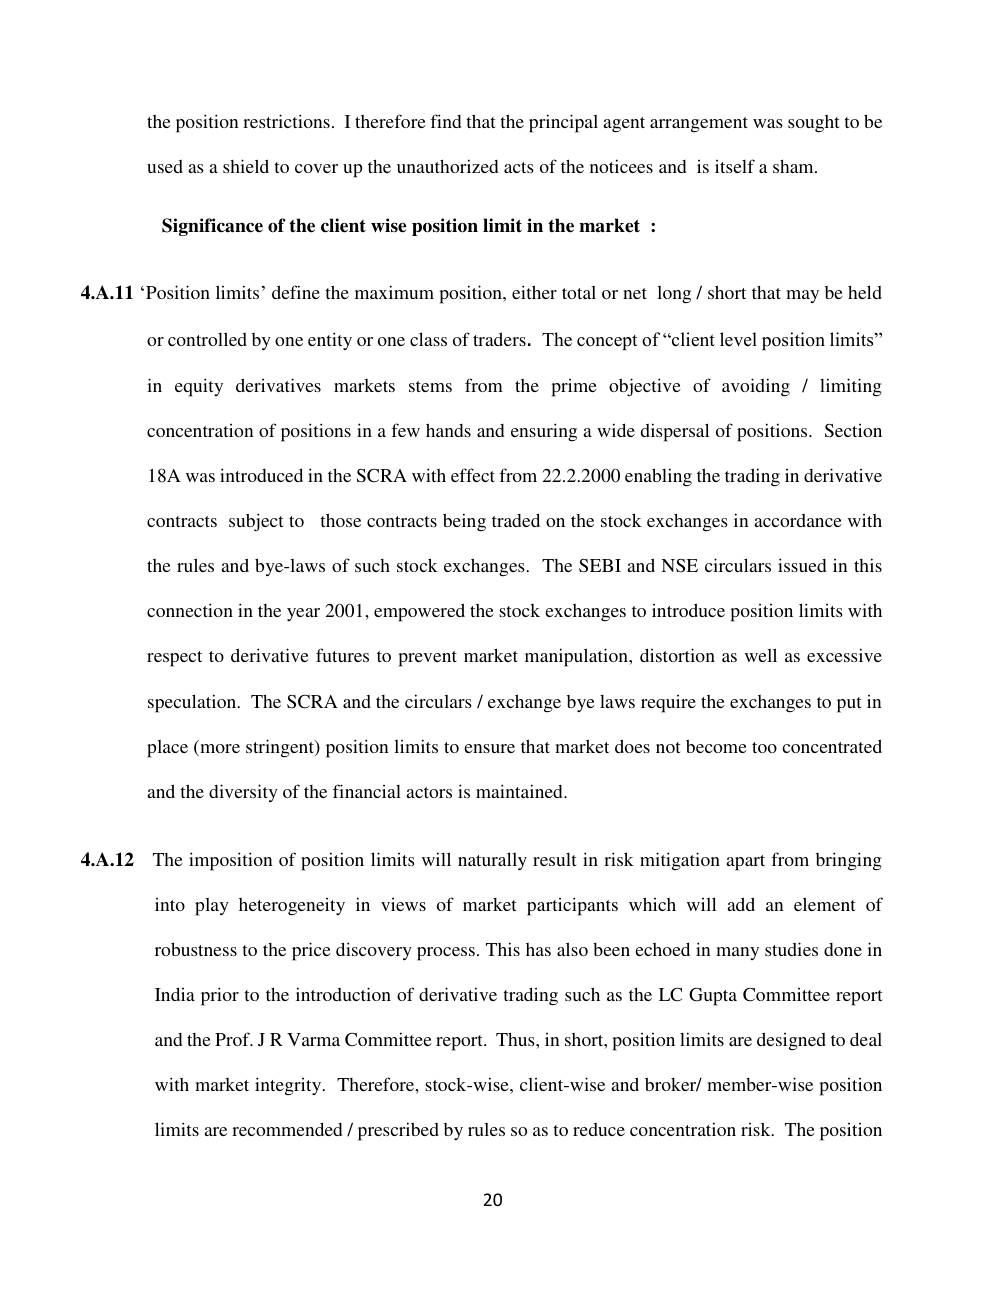 the position restrictions.  I therefore find that the principal agent arrangement was sought to be
used as a shield to cover up the unauthorized acts of the noticees and  is itself a sham.
Significance of the client wise position limit in the market  :
4.A.11 ‘Position limits’ define the maximum position, either total or net  long / short that may be held
or controlled by one entity or one class of traders.  The concept of “client level position limits”
in equity derivatives markets stems from the prime objective of avoiding / limiting
concentration of positions in a few hands and ensuring a wide dispersal of positions.  Section
18A was introduced in the SCRA with effect from 22.2.2000 enabling the trading in derivative
contracts  subject to   those contracts being traded on the stock exchanges in accordance with
the rules and bye-laws of such stock exchanges.  The SEBI and NSE circulars issued in this
connection in the year 2001, empowered the stock exchanges to introduce position limits with
respect to derivative futures to prevent market manipulation, distortion as well as excessive
speculation.  The SCRA and the circulars / exchange bye laws require the exchanges to put in
place (more stringent) position limits to ensure that market does not become too concentrated
and the diversity of the financial actors is maintained.
4.A.12   The imposition of position limits will naturally result in risk mitigation apart from bringing
into play heterogeneity in views of market participants which will add an element of
robustness to the price discovery process. This has also been echoed in many studies done in
India prior to the introduction of derivative trading such as the LC Gupta Committee report
and the Prof. J R Varma Committee report.  Thus, in short, position limits are designed to deal
with market integrity.  Therefore, stock-wise, client-wise and broker/ member-wise position
limits are recommended / prescribed by rules so as to reduce concentration risk.  The position
20